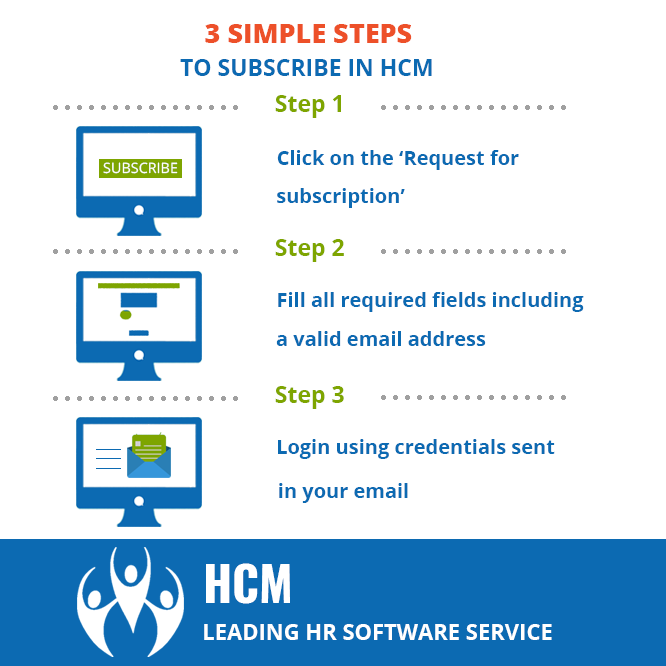 3 SIMPLE STEPS
TO SUBSCRIBE IN HCM
Step 1
SUBSCRIBE
Click on the ‘Request for
subscription’
Step 2
Fill all required fields including
a valid email address
Step 3
Login using credentials sent
in your email
HCM
LEADING HR SOFTWARE SERVICE